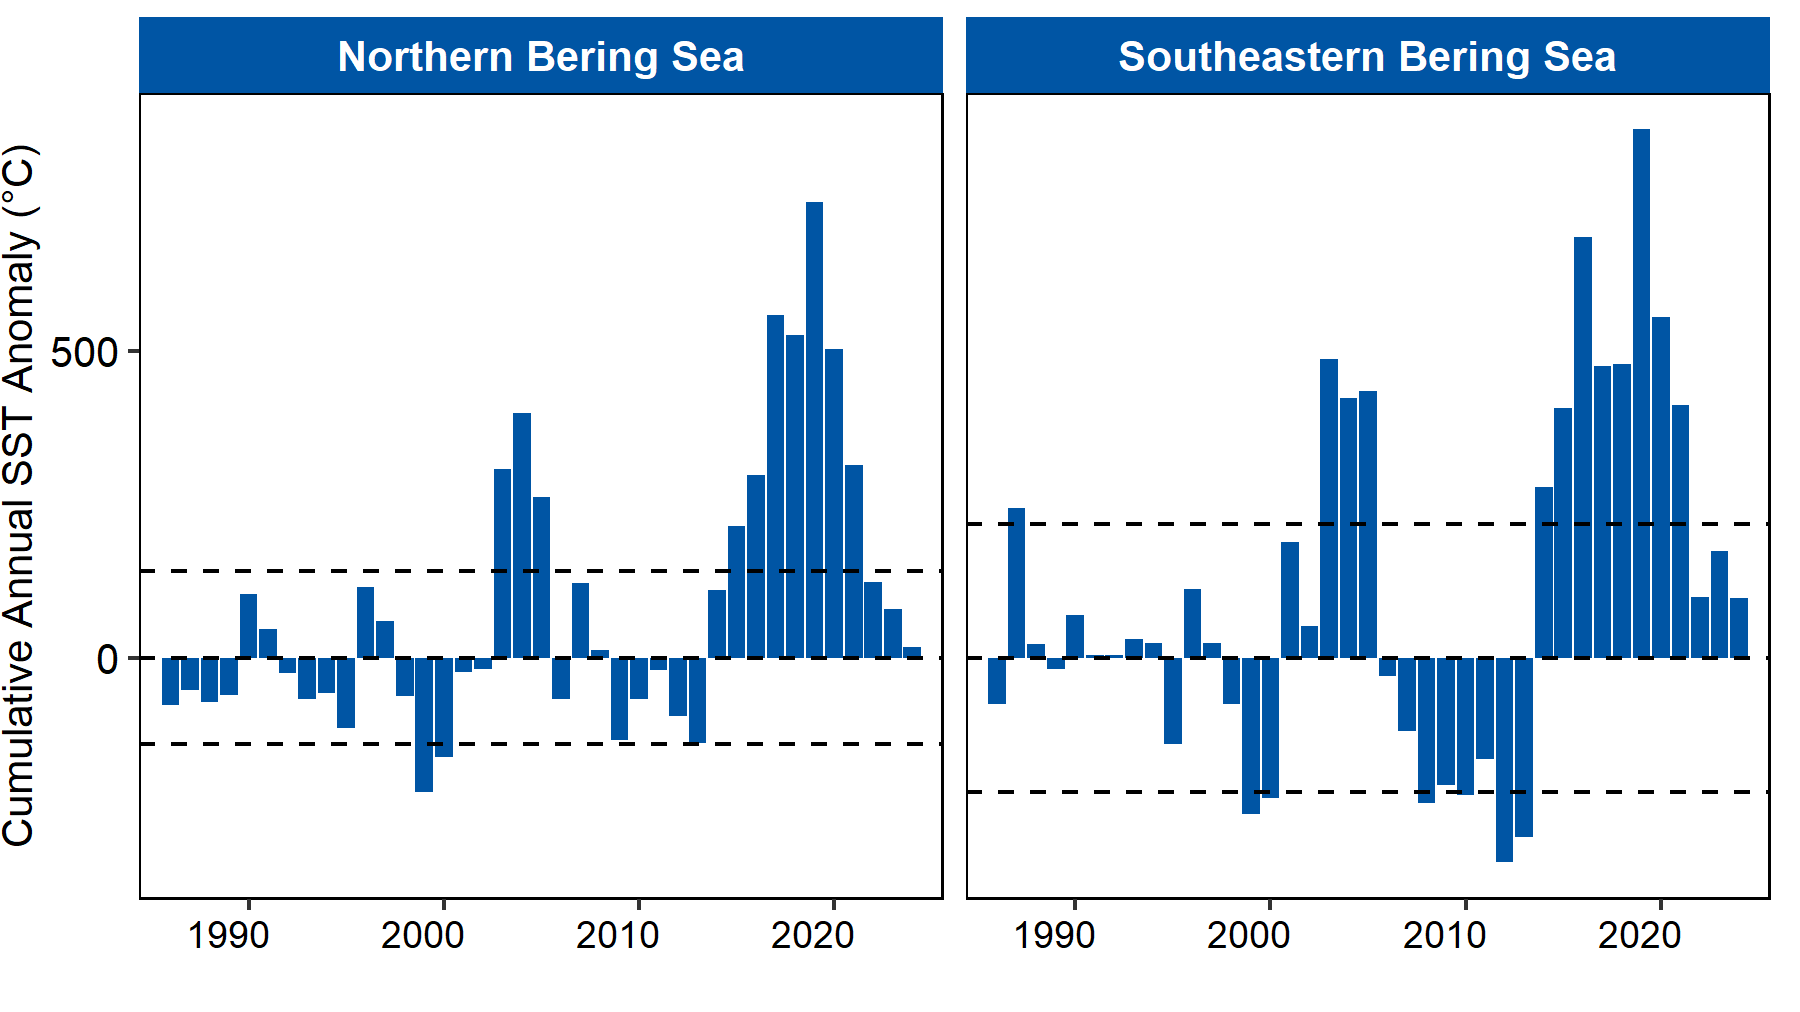 Northern Bering Sea
Southeastern Bering Sea
Cumulative Annual SST Anomaly (°C)
500
0
1990 2000 2010 2020
1990 2000 2010 2020